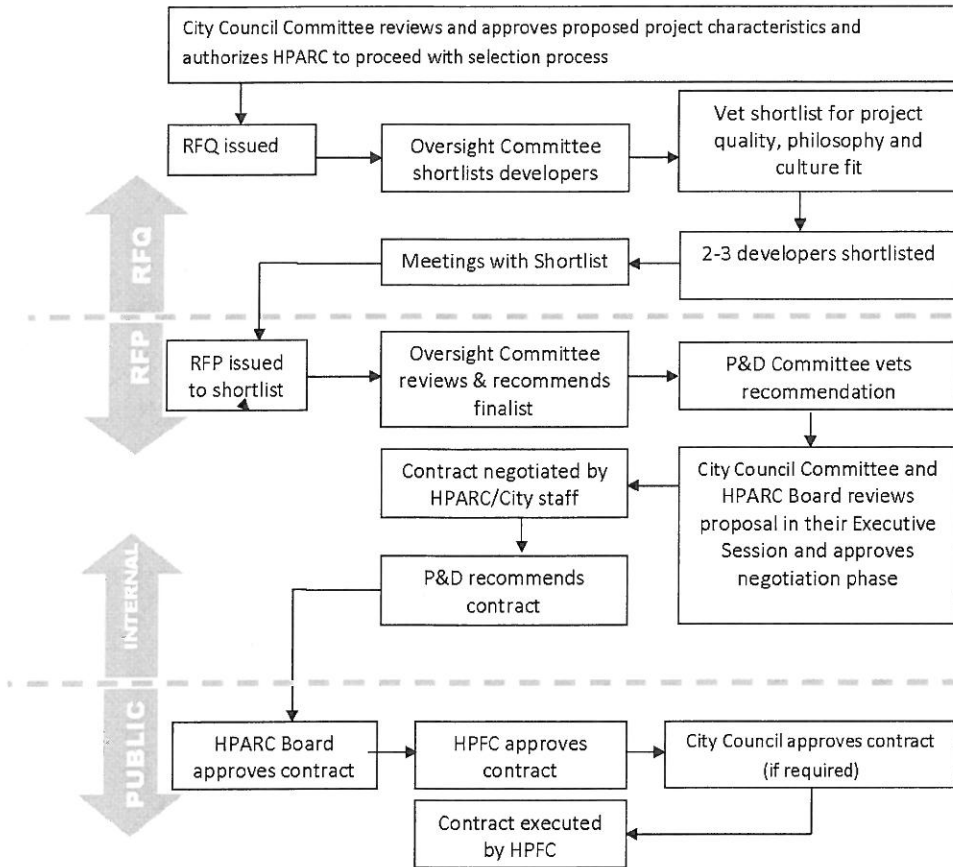 City Council Committee reviews and approves proposed project characteristics and
authorizes HPARC to proceed with selection process
RFQ issued
Oversight Committee
shortlists developers
Vet shortlist for project
quality, philosophy and
culture fit
RFQ
Meetings with Shortlist
2-3 developers shortlisted
RFP
RFP issued
to shortlist
Oversight Committee
reviews & recommends
finalist
P&D Committee vets
recommendation
Contract negotiated by
HPARC/City staff
City Council Committee and
HPARC Board reviews
proposal in their Executive
Session and approves
negotiation phase
INTERNAL
P&D recommends
contract
PUBLIC
HPARC Board
approves contract
HPFC approves
contract
City Council approves contract
(if required)
Contract executed
by HPFC